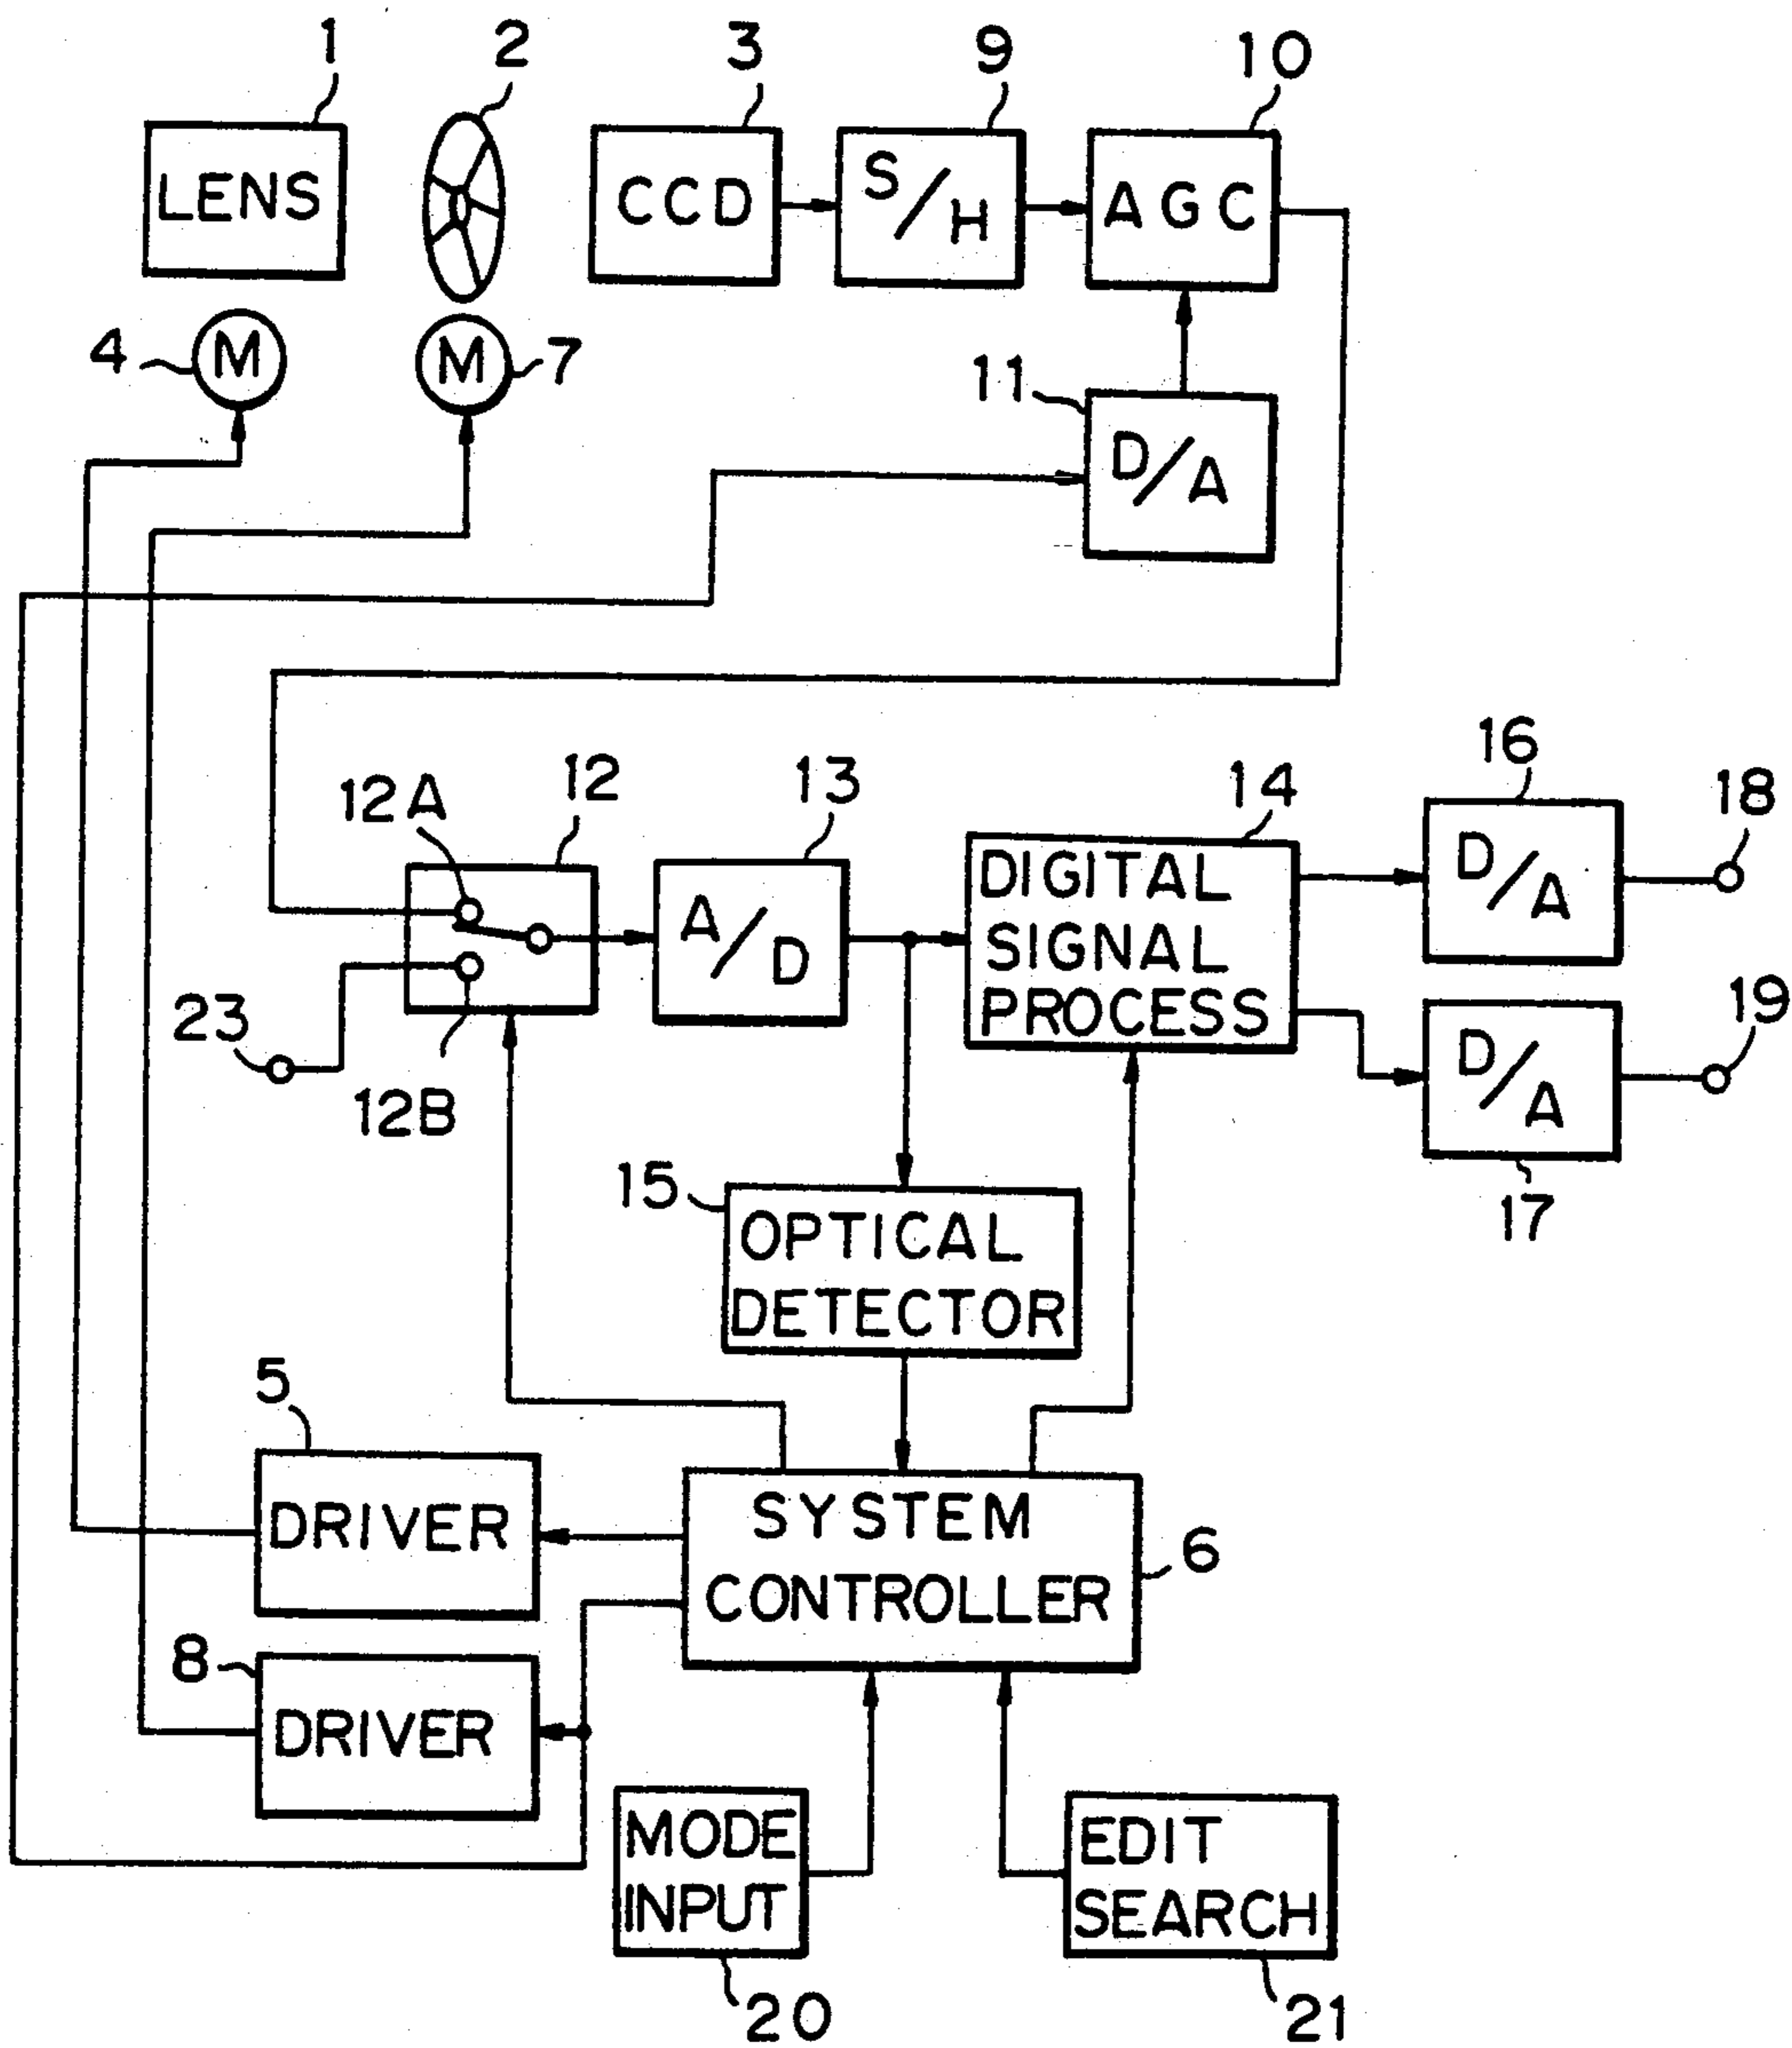 1
2
3
9
10
LENS
CCD
S/H
AGC
4
M
M
7
11
D/A
16
18
12A
12
13
14
D/A
A/D
DIGITAL
SIGNAL
PROCESS
23
12B
19
D/A
17
15
OPTICAL
DETECTOR
5
DRIVER
SYSTEM
CONTROLLER
6
8
DRIVER
MODE
INPUT
EDIT
SEARCH
20
21